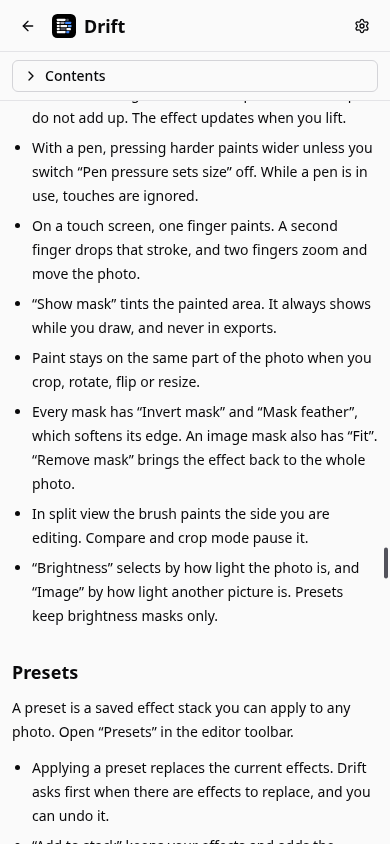 Drift
Contents
do not add up. The effect updates when you lift.
With a pen, pressing harder paints wider unless you
switch “Pen pressure sets size” off. While a pen is in
use, touches are ignored.
On a touch screen, one finger paints. A second
finger drops that stroke, and two fingers zoom and
move the photo.
“Show mask” tints the painted area. It always shows
while you draw, and never in exports.
Paint stays on the same part of the photo when you
crop, rotate, flip or resize.
Every mask has “Invert mask” and “Mask feather”,
which softens its edge. An image mask also has “Fit”.
“Remove mask” brings the effect back to the whole
photo.
In split view the brush paints the side you are
editing. Compare and crop mode pause it.
“Brightness” selects by how light the photo is, and
“Image” by how light another picture is. Presets
keep brightness masks only.
Presets
A preset is a saved effect stack you can apply to any
photo. Open “Presets” in the editor toolbar.
Applying a preset replaces the current effects. Drift
asks first when there are effects to replace, and you
can undo it.
“Add to stack” keeps your effects and adds the